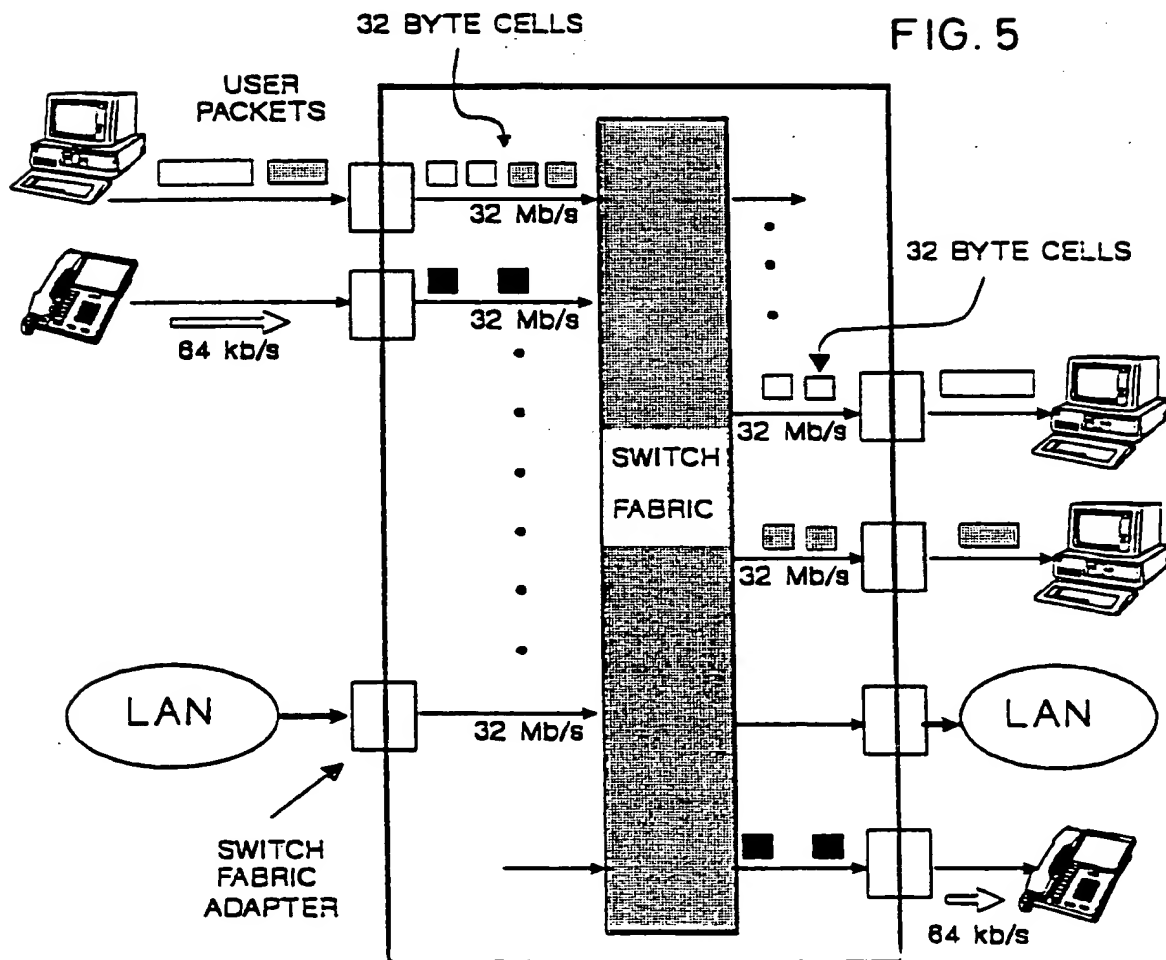 32 BYTE CELLS
FIG. 5
USER
PACKETS
32 Mb/s
32 BYTE CELLS
32 Mb/s
64 kb/s
32 Mb/s
SWITCH
FABRIC
32 Mb/s
LAN
32 Mb/s
LAN
SWITCH
FABRIC
ADAPTER
64 kb/s